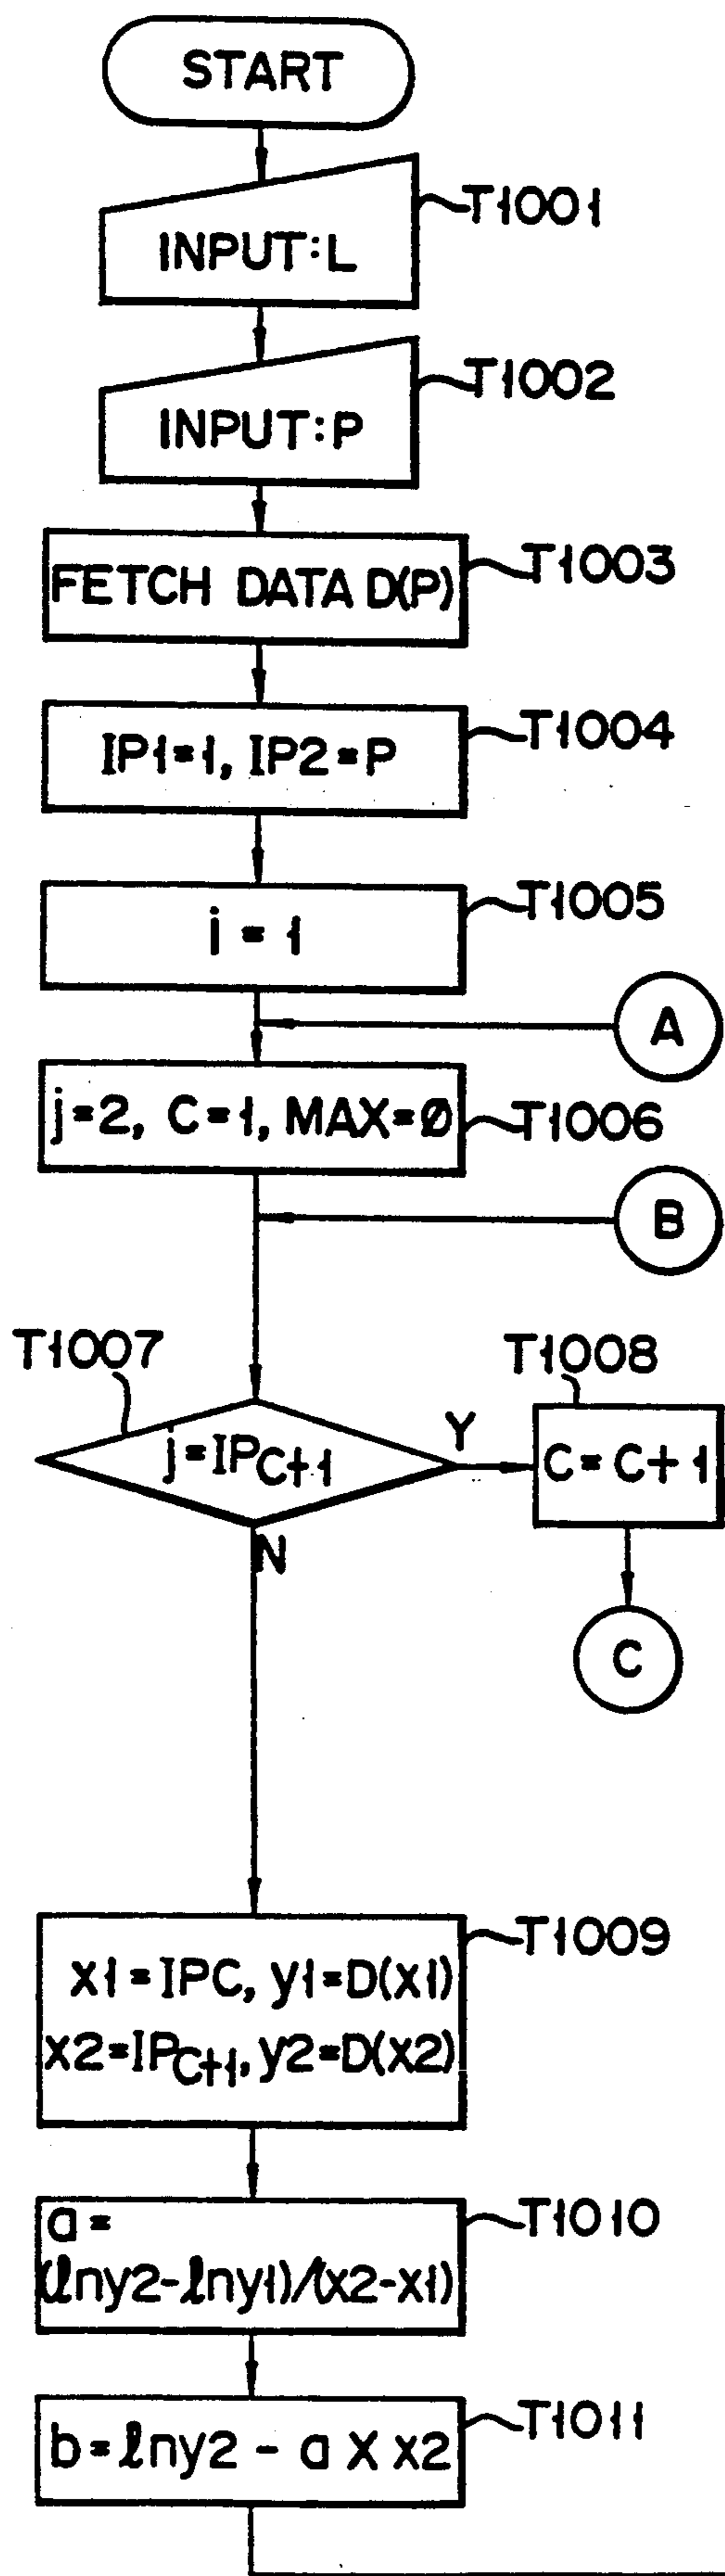 START
T1001
INPUT:L
T1002
INPUT:P
T1003
FETCH DATA D(P)
T1004
IP1=1, IP2=P
T1005
i = 1
A
j=2, C=1, MAX=Ø
T1006
B
T1007
T1008
j=IPC+1
Y
C=C+1
N
C
T1009
x1=IPC, y1=D(x1)
x2=IPC+1, y2=D(x2)
T1010
a=
(lny2-lny1)/(x2-x1)
T1011
b=lny2 - a X x2